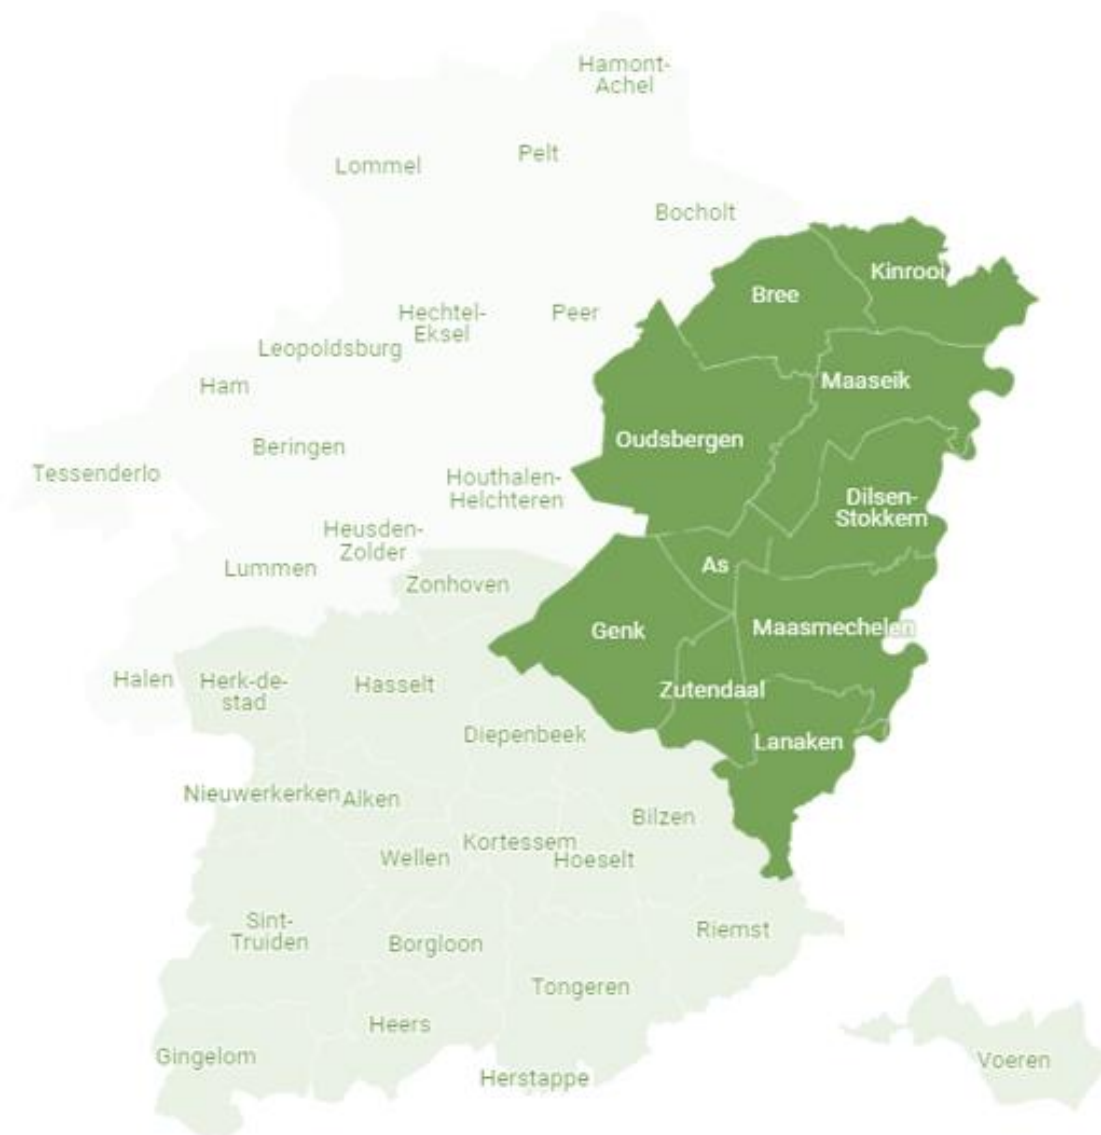 Hamont-
Achel
Pelt
Lommel
Bocholt
Kinrooi
Bree
Hechtel-
Eksel
Peer
Leopoldsburg
Ham
Maaseik
Oudsbergen
Beringen
Tessenderlo
Houthalen-
Helchteren
Dilsen-
Stokkem
Heusden-
Zolder
Lummen
As
Zonhoven
Genk
Maasmechelen
Halen
Herk-de-
stad
Hasselt
Zutendaal
Diepenbeek
Lanaken
Nieuwerkerken
Alken
Bilzen
Kortessem
Wellen
Hoeselt
Sint-
Truiden
Borgloon
Riemst
Tongeren
Heers
Gingelom
Voeren
Herstappe